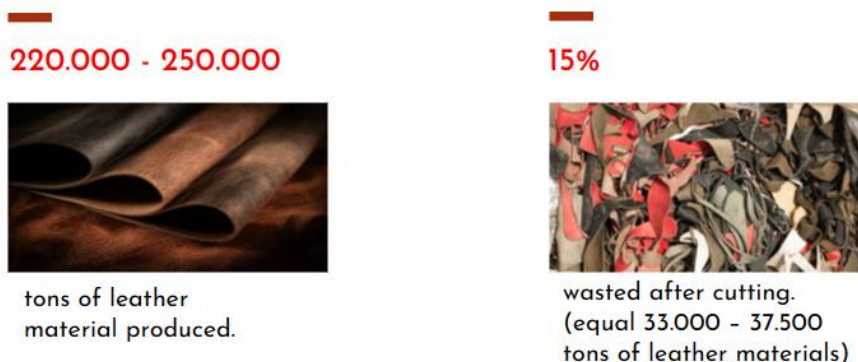 220.000 - 250.000
tons of leather
material produced.
15%
wasted after cutting.
(equal 33.000 – 37.500
tons of leather materials)